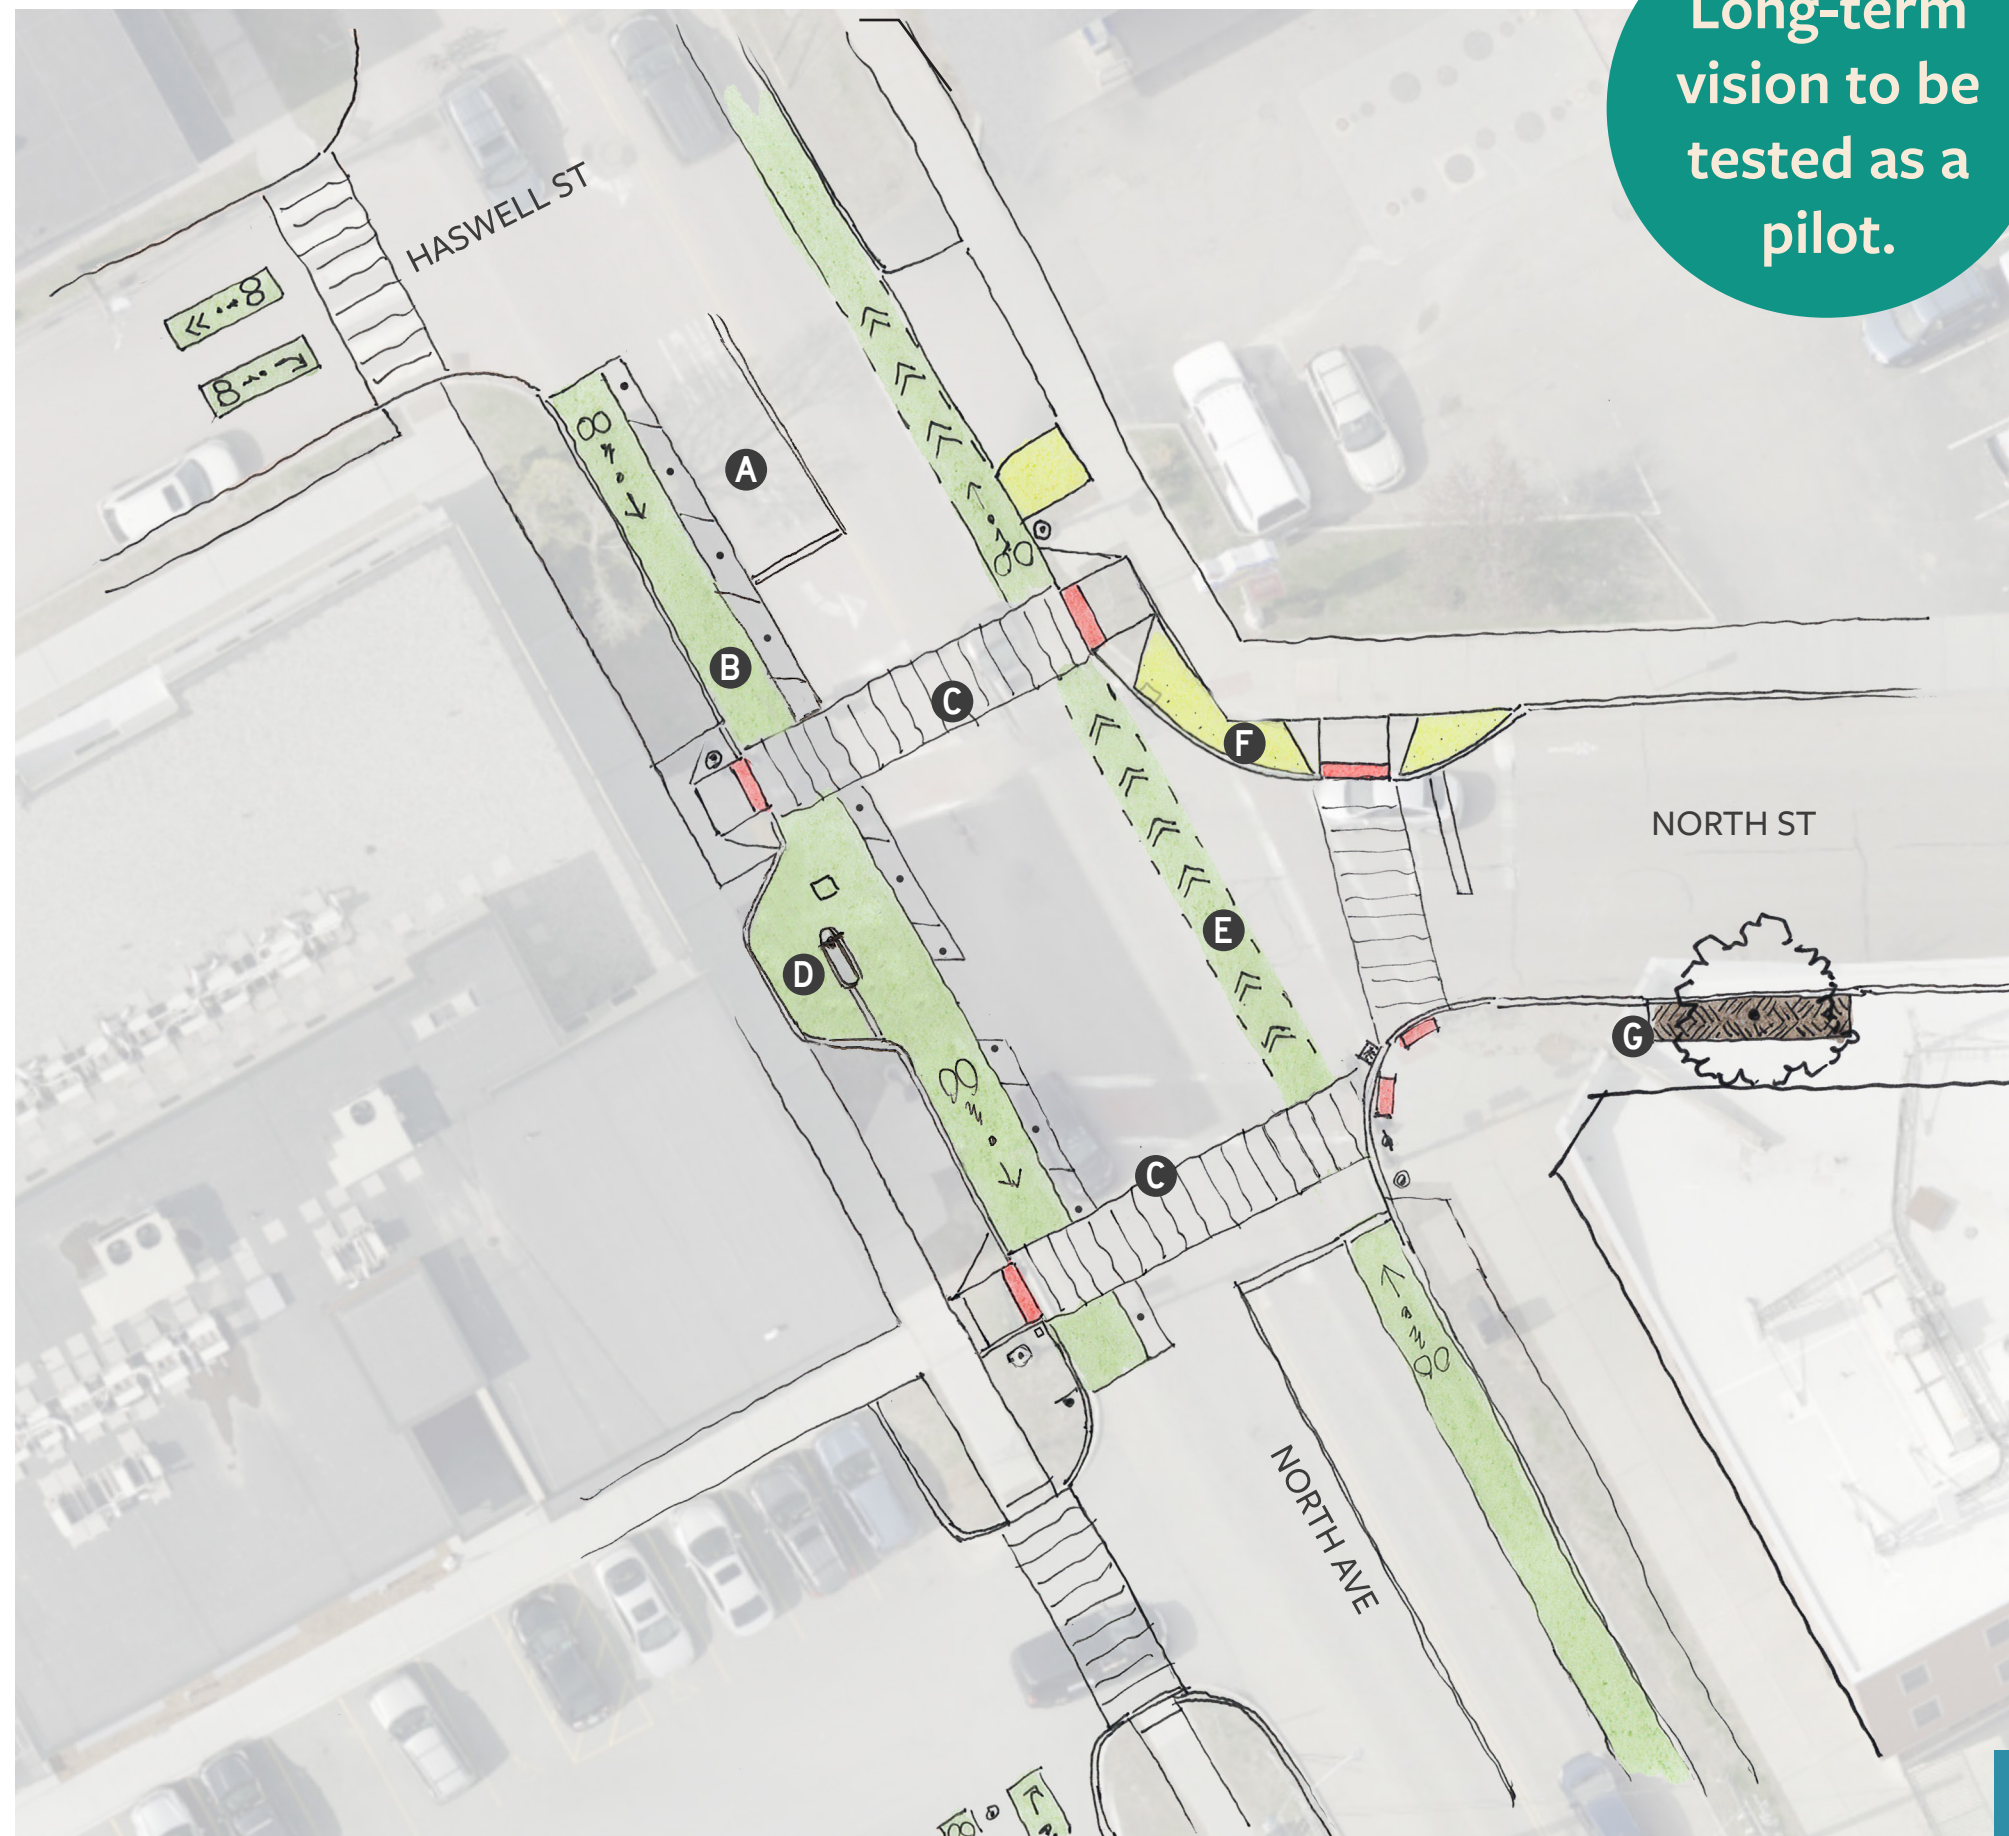 Long-term
vision to be
tested as a
pilot.
HASWELL ST
A
B
C
F
NORTH ST
E
D
G
C
NORTH AVE